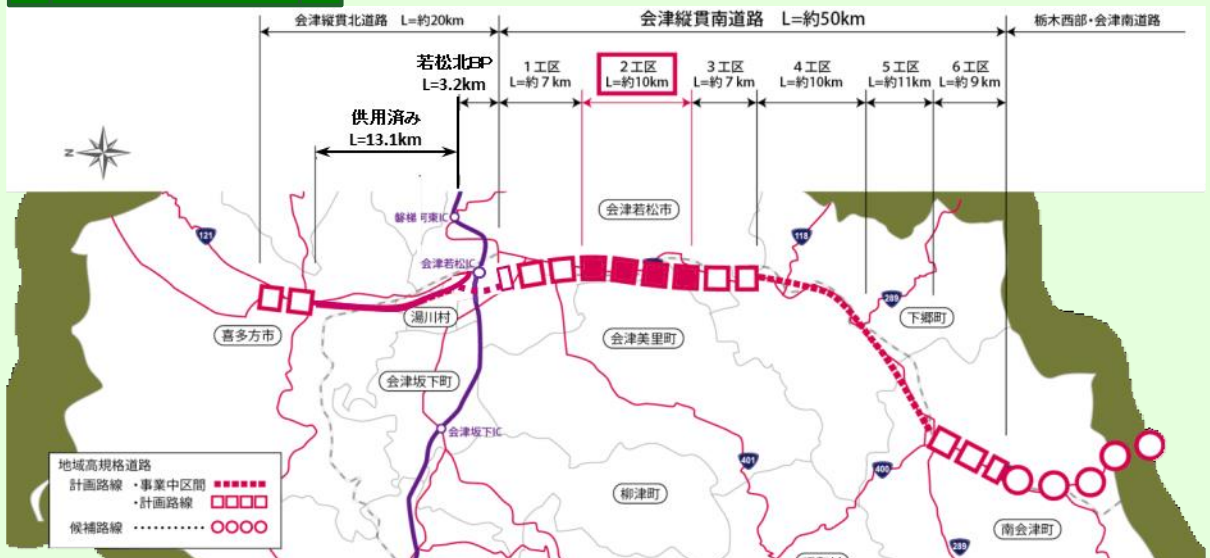 会津縦貫北道路 L=約20km
会津縦貫南道路 L=約50km
栃木西部・会津南道路
若松北BP
L=3.2km
1工区
L=約7km
2工区
L=約10km
3工区
L=約7km
4工区
L=約10km
5工区
L=約11km
6工区
L=約9km
供用済み
L=13.1km
N
会津若松市
121
118
会津若松IC
289
湯川村
下郷町
喜多方市
会津美里町
会津坂下町
会津坂下IC
401
400
柳津町
南会津町
289
地域高規格道路
計画路線 ・事業中区間
・計画路線
候補路線 ・・・・・・・・・・